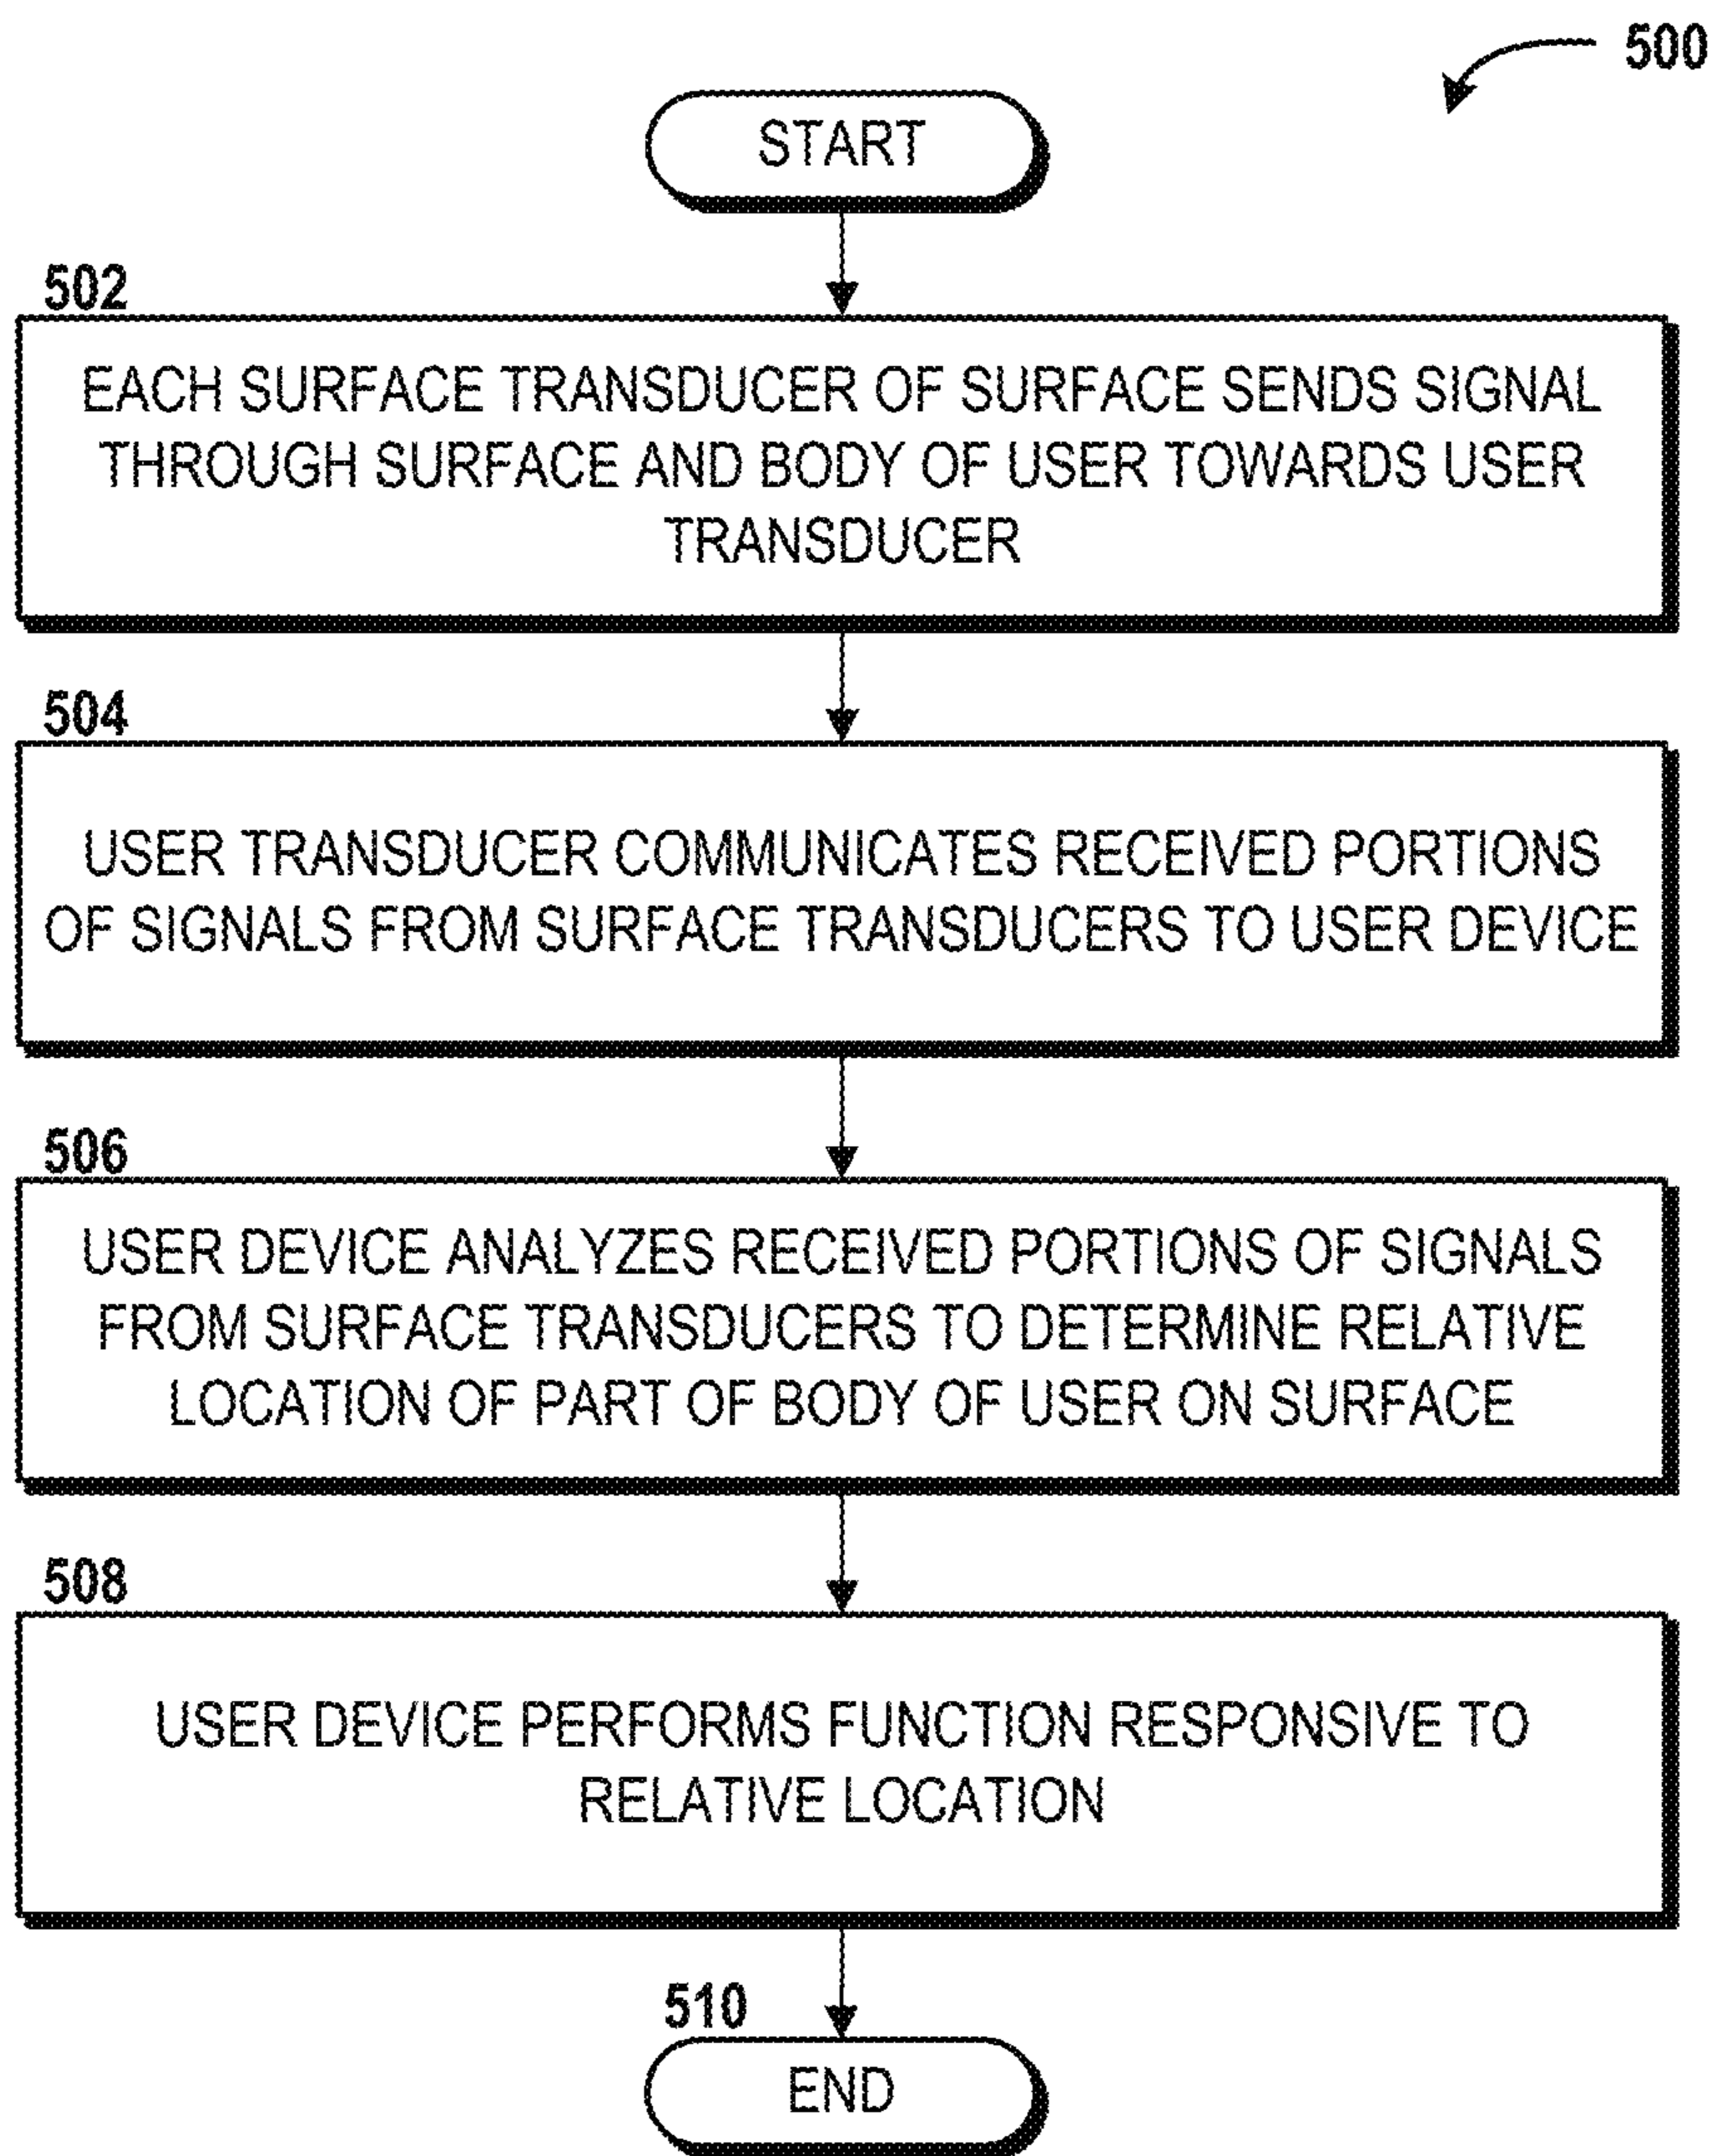 500
START
502
EACH SURFACE TRANSDUCER OF SURFACE SENDS SIGNAL
THROUGH SURFACE AND BODY OF USER TOWARDS USER
TRANSDUCER
504
USER TRANSDUCER COMMUNICATES RECEIVED PORTIONS
OF SIGNALS FROM SURFACE TRANSDUCERS TO USER DEVICE
506
USER DEVICE ANALYZES RECEIVED PORTIONS OF SIGNALS
FROM SURFACE TRANSDUCERS TO DETERMINE RELATIVE
LOCATION OF PART OF BODY OF USER ON SURFACE
508
USER DEVICE PERFORMS FUNCTION RESPONSIVE TO
RELATIVE LOCATION
510
END